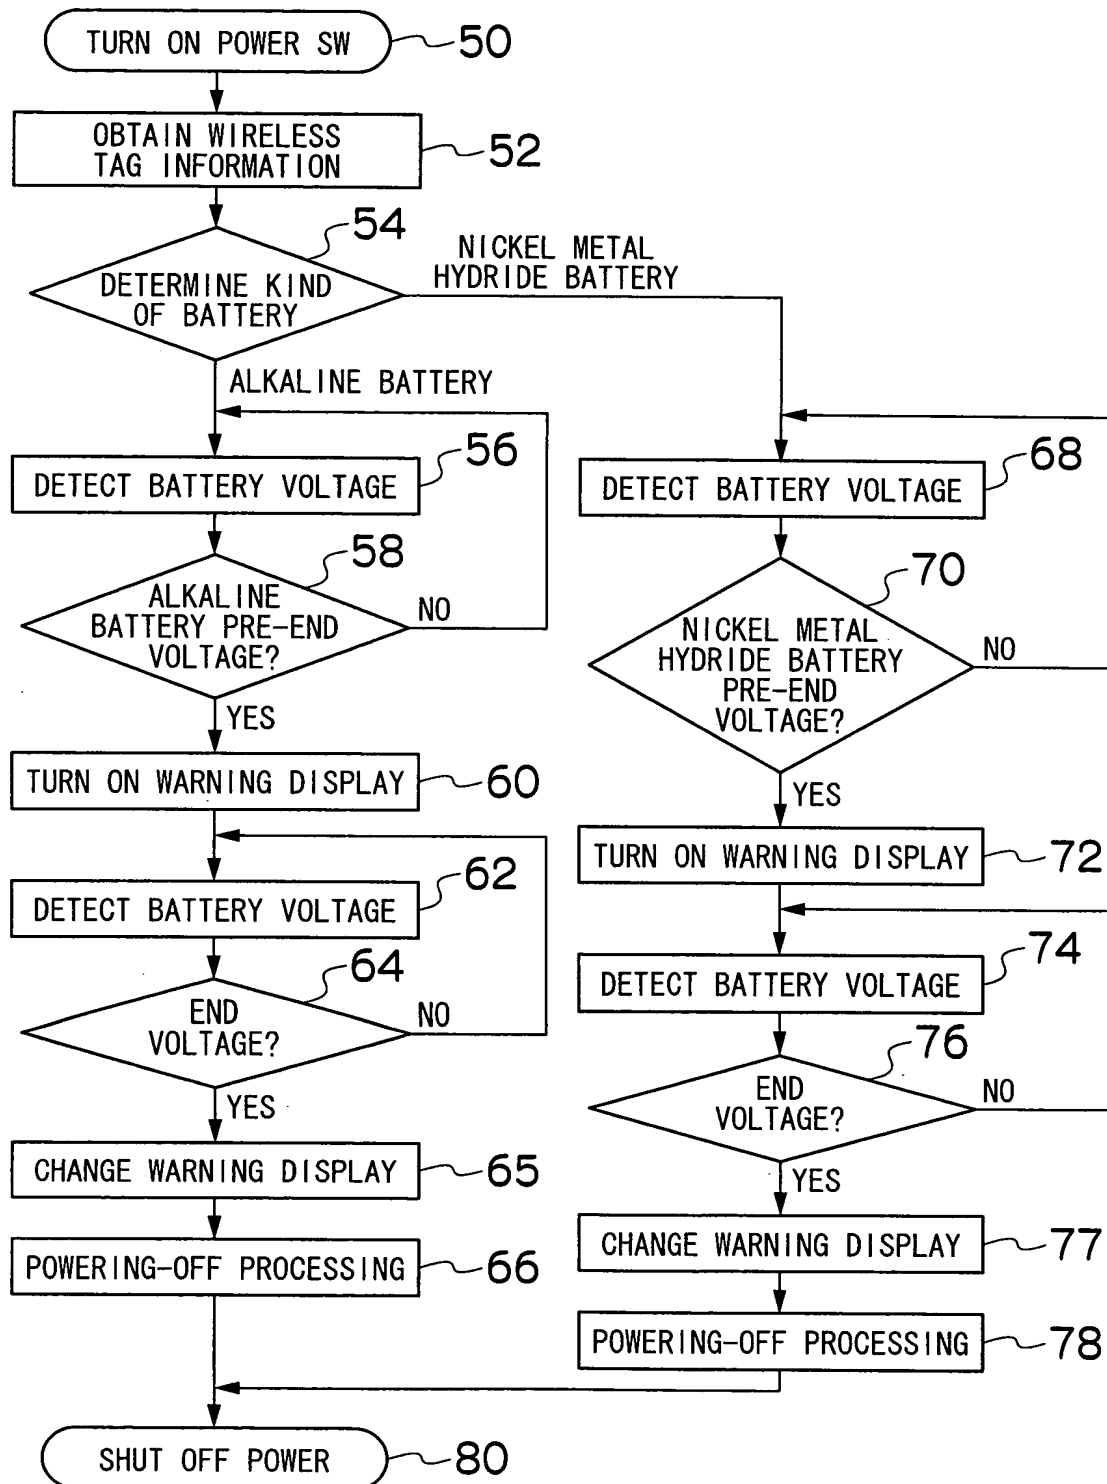 TURN ON POWER SW
50
OBTAIN WIRELESS
TAG INFORMATION
52
54
DETERMINE KIND
OF BATTERY
NICKEL METAL
HYDRIDE BATTERY
ALKALINE BATTERY
56
DETECT BATTERY VOLTAGE
58
ALKALINE
BATTERY PRE-END
VOLTAGE?
NO
YES
TURN ON WARNING DISPLAY
60
62
DETECT BATTERY VOLTAGE
64
END
VOLTAGE?
NO
YES
CHANGE WARNING DISPLAY
65
POWERING-OFF PROCESSING
66
68
DETECT BATTERY VOLTAGE
70
NICKEL METAL
HYDRIDE BATTERY
PRE-END
VOLTAGE?
NO
YES
TURN ON WARNING DISPLAY
72
74
DETECT BATTERY VOLTAGE
76
END
VOLTAGE?
NO
YES
CHANGE WARNING DISPLAY
77
POWERING-OFF PROCESSING
78
SHUT OFF POWER
80